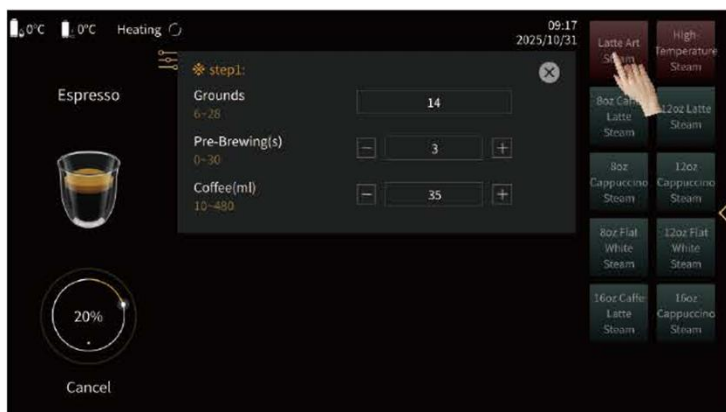 0°C 0°C Heating
09:17
2025/10/31
Espresso
20%
Cancel
※ step1:
Grounds
6~28
14
Pre-Brewing(s)
0~30
3
Coffee(ml)
10~480
35
Latte Art
Steam
High-
Temperature
Steam
8oz Caffe
Latte
Steam
12oz Latte
Steam
8oz
Cappuccino
Steam
12oz
Cappuccino
Steam
8oz Flat
White
Steam
12oz Flat
White
Steam
16oz Caffe
Latte
Steam
16oz
Cappuccino
Steam